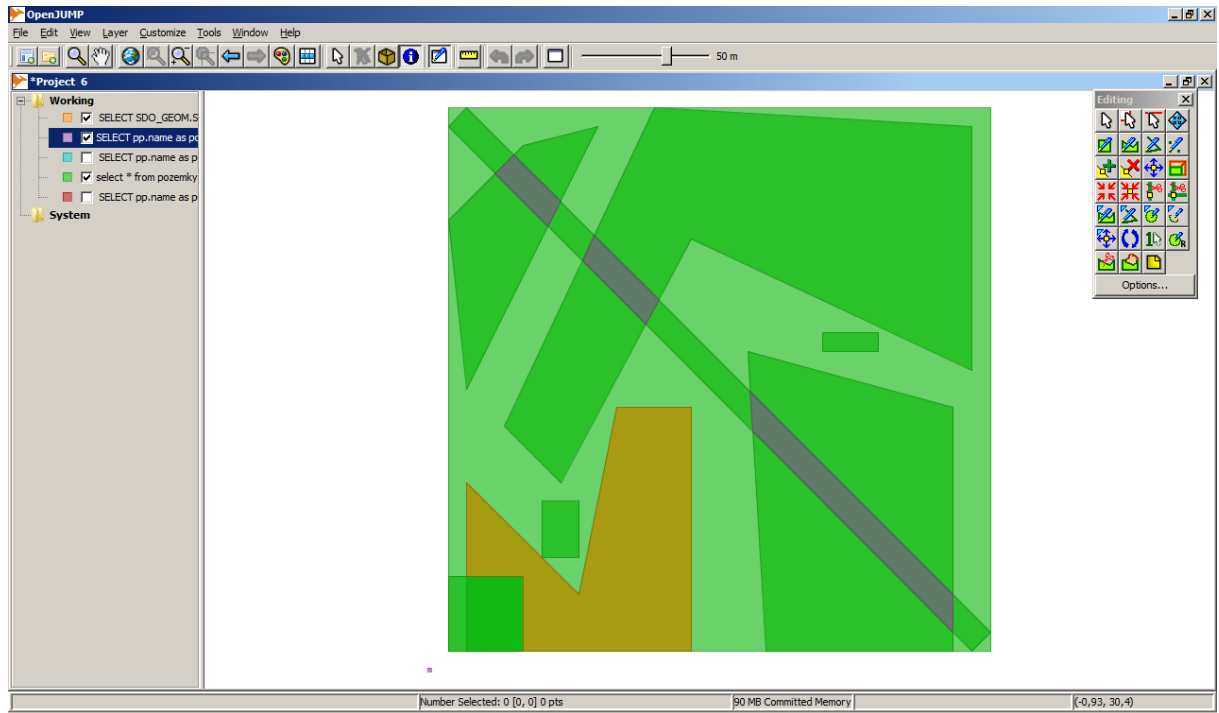 OpenJUMP
File Edit View Layer Customize Tools Window Help
50 m
*Project 6
Working
SELECT SDO_GEOM.S
SELECT pp.name as po
SELECT pp.name as p
select * from pozemky
SELECT pp.name as p
System
Editing
1
R
Options...
Number Selected: 0 [0, 0] 0 pts
90 MB Committed Memory
(-0,93, 30,4)